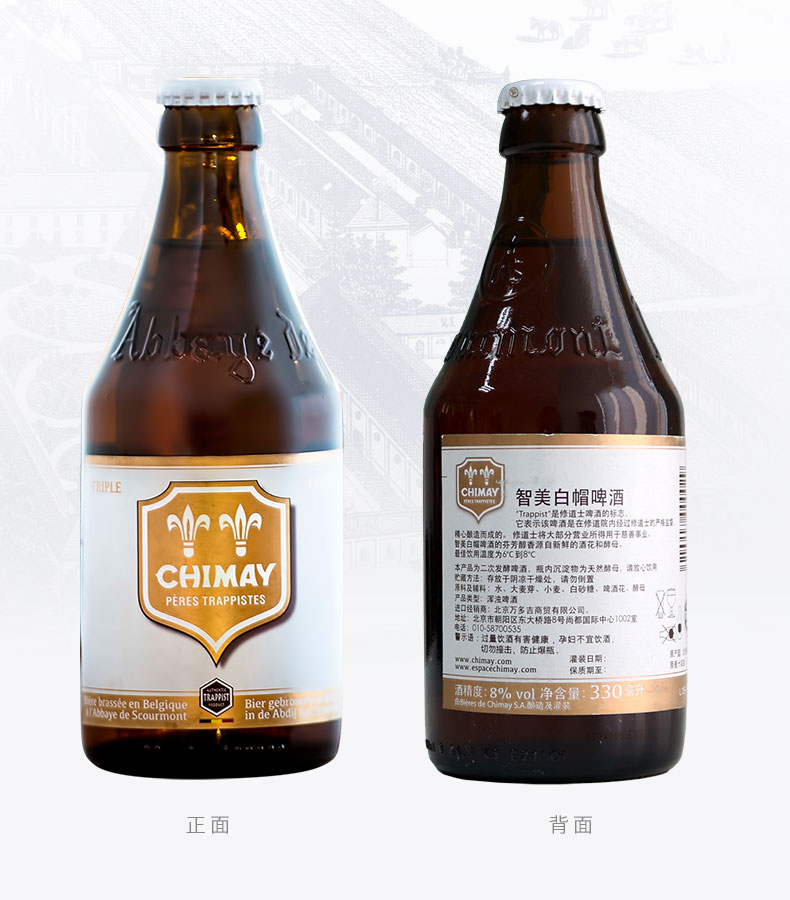 Abbaye de
TRIPLE
CHIMAY
PÈRES TRAPPISTES
AUTHENTIC
TRAPPIST
PRODUCT
Bière brassée en Belgique
à l'Abbaye de Scourmont
Bier gebrouwen
in de Abdij
正面
CHIMAY
PÈRES TRAPPISTES
智美白帽啤酒
"Trappist"是修道士啤酒的标志,
它表示该啤酒是在修道院内经过修道士的严格监督
精心酿造而成的。修道士将大部分营业所得用于慈善事业。
智美白帽啤酒的芬芳醇香源自新鲜的酒花和酵母。
最佳饮用温度为6℃到8℃
本产品为二次发酵啤酒,瓶内沉淀物为天然酵母,请放心饮用
贮藏方法:存放于阴凉干燥处,请勿倒置
原料及辅料:水、大麦芽、小麦、白砂糖、啤酒花、酵母
产品类型:浑浊啤酒
进口经销商:北京万多吉商贸有限公司。
地址:北京市朝阳区东大桥路8号尚都国际中心1002室
电话:010-58700535
警示语:过量饮酒有害健康,孕妇不宜饮酒,
切勿撞击,防止爆瓶。
www.chimay.com
灌装日期:
www.espacechimay.com
保质期至:
酒精度:8% vol 净含量:330毫升
由Bières de Chimay S.A.酿造及灌装
背面